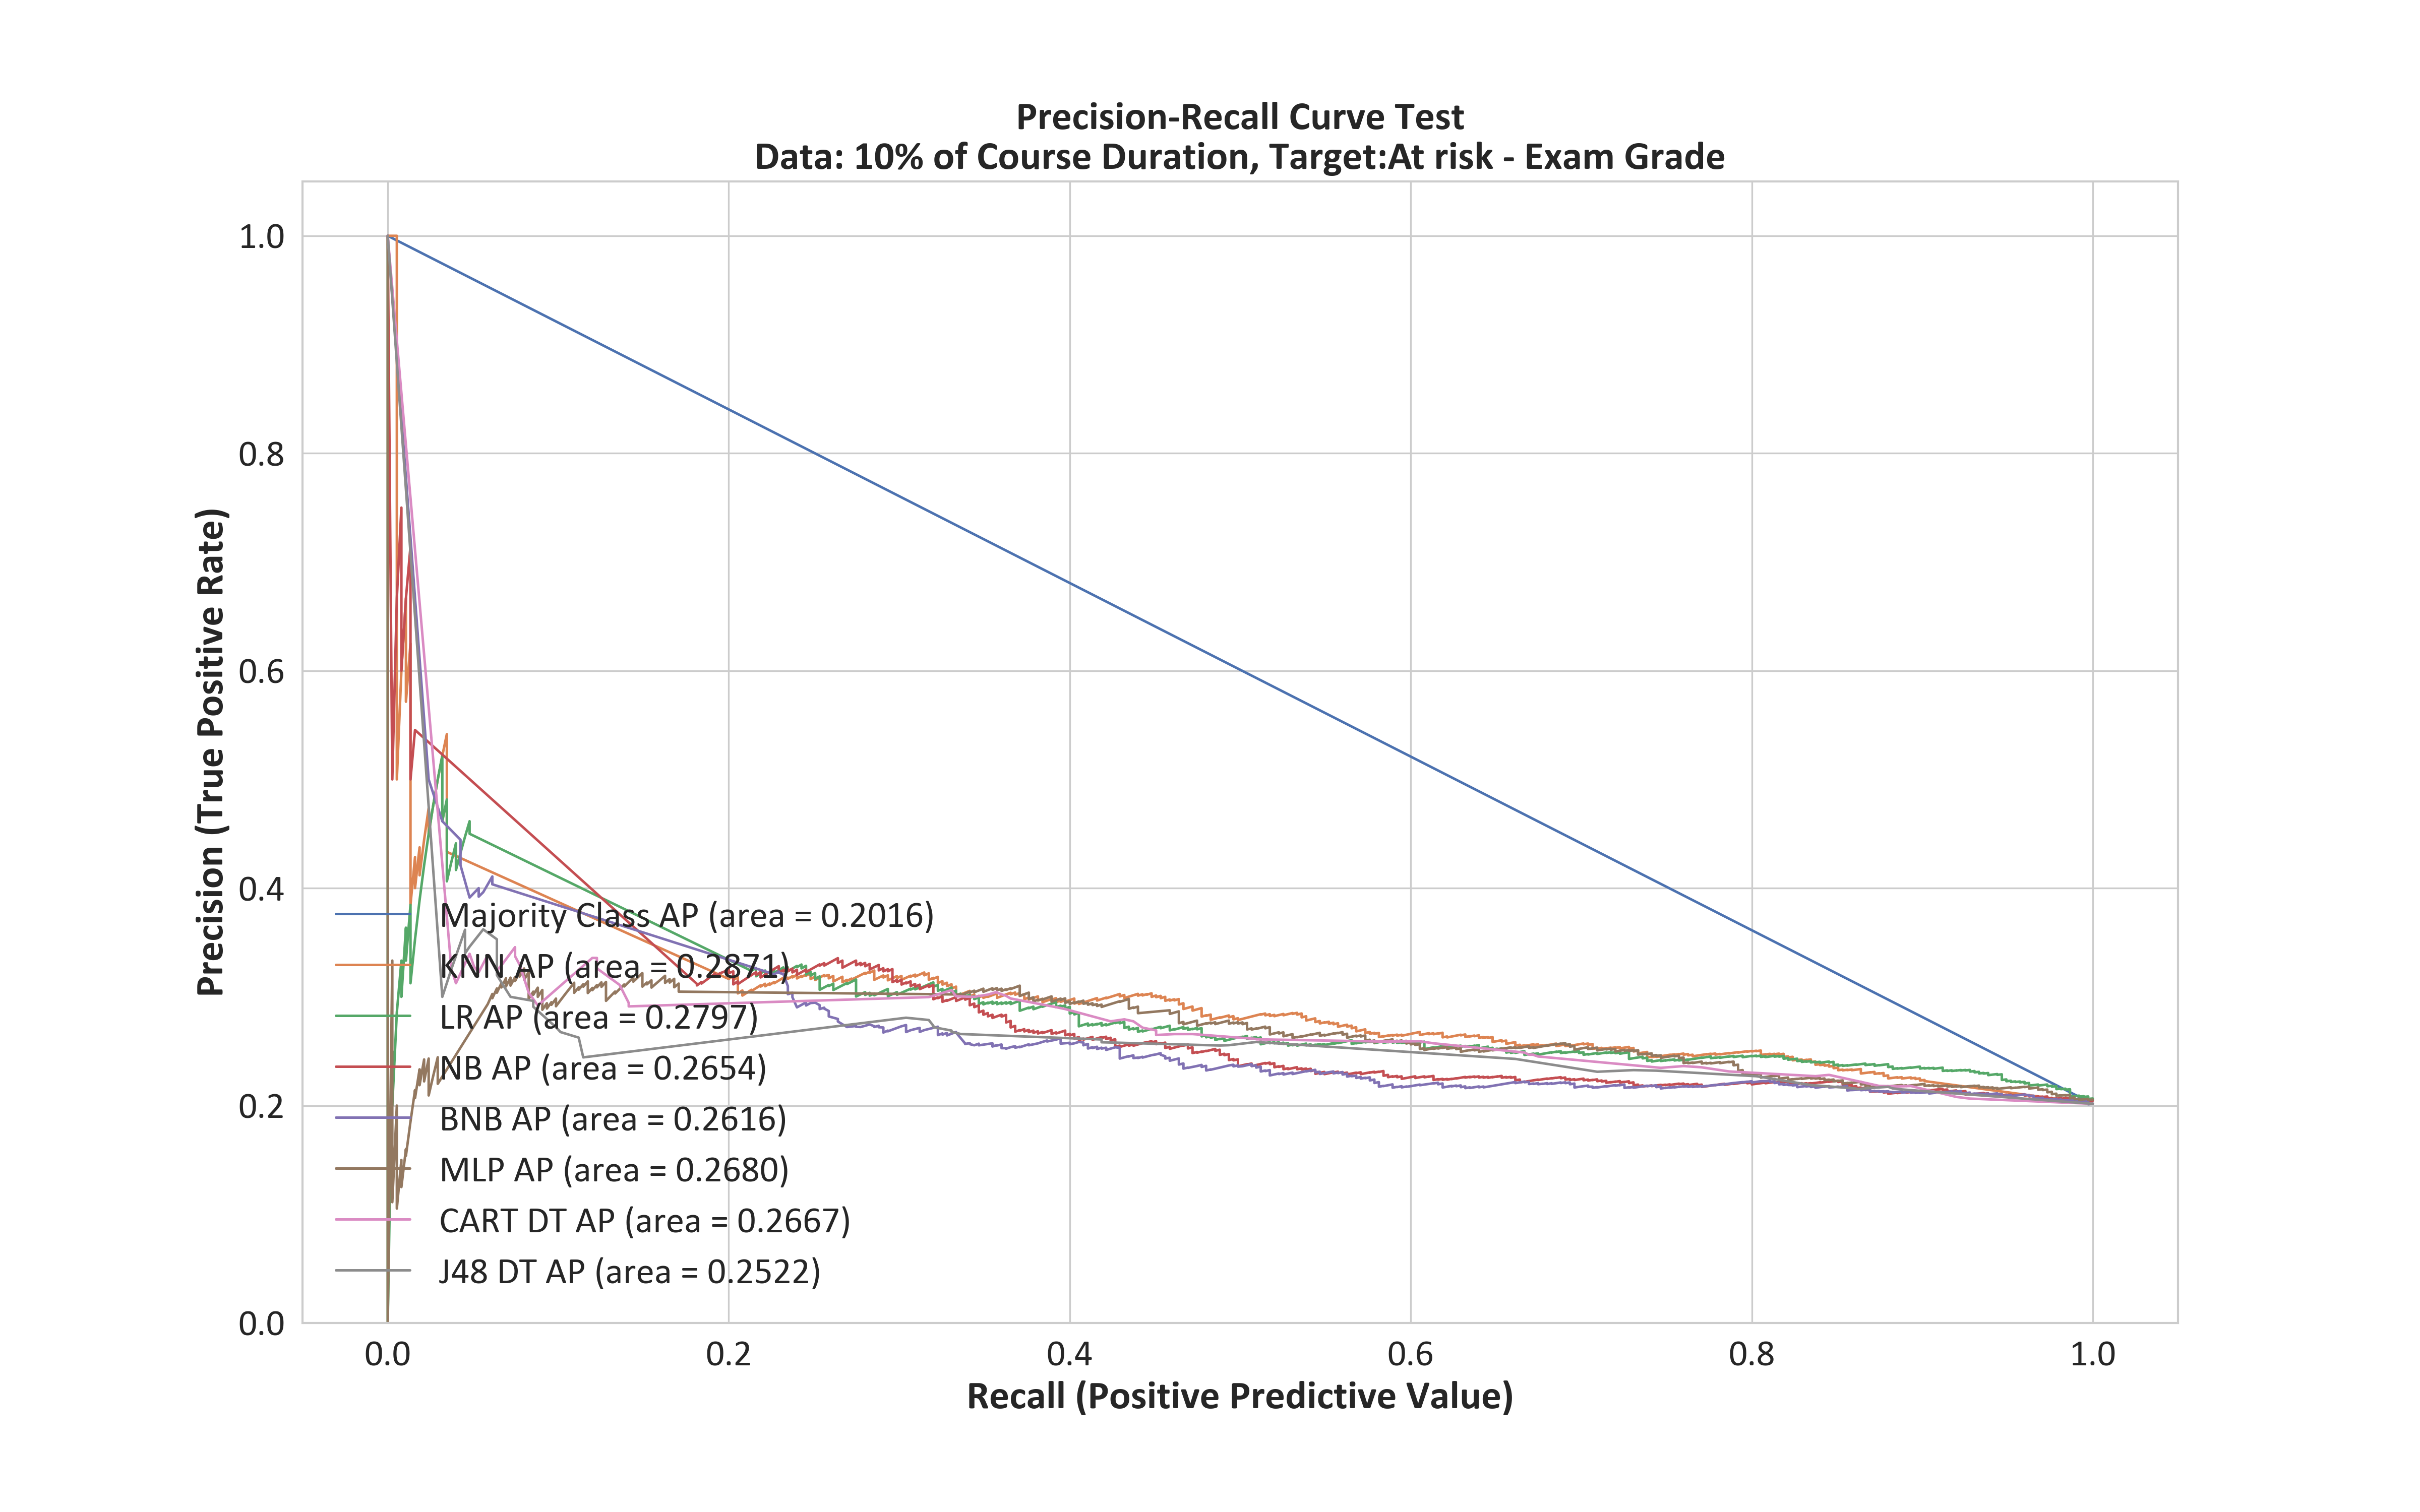 Precision-Recall Curve Test
Data: 10% of Course Duration, Target:At risk - Exam Grade
Precision (True Positive Rate)
1.0
0.8
0.6
0.4
0.2
0.0
Majority Class AP (area = 0.2016)
KNN AP (area = 0.2871)
LR AP (area = 0.2797)
NB AP (area = 0.2654)
BNB AP (area = 0.2616)
MLP AP (area = 0.2680)
CART DT AP (area = 0.2667)
J48 DT AP (area = 0.2522)
0.0 0.2 0.4 0.6 0.8 1.0
Recall (Positive Predictive Value)